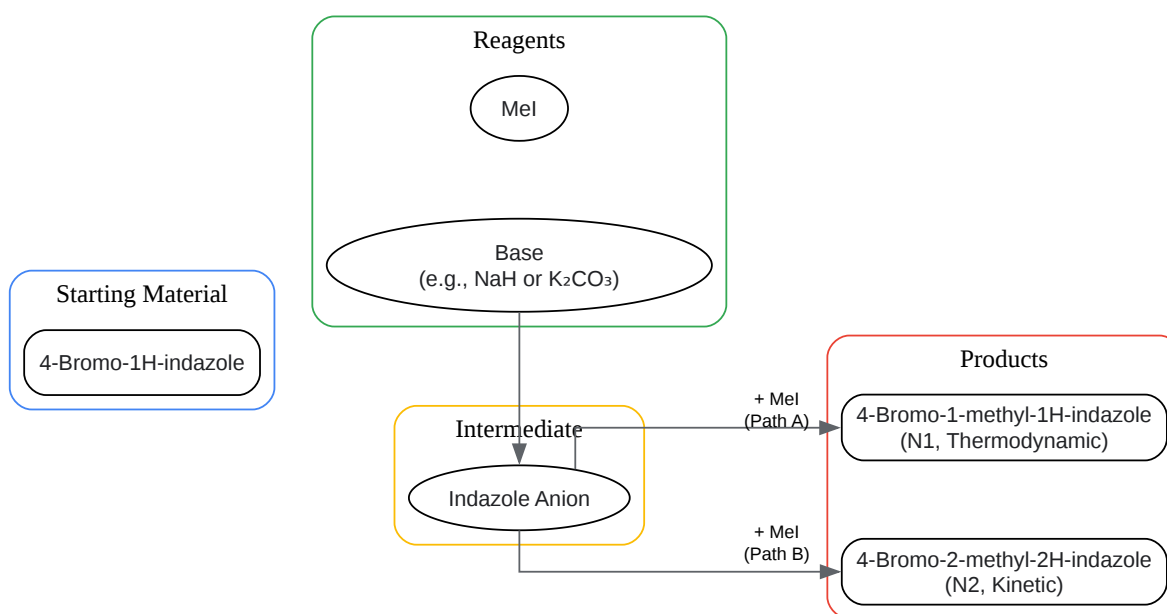 Reagents
MeI
Base
(e.g., NaH or K₂CO₃)
Starting Material
4-Bromo-1H-indazole
Intermediate
Indazole Anion
+ MeI
(Path A)
+ MeI
(Path B)
Products
4-Bromo-1-methyl-1H-indazole
(N1, Thermodynamic)
4-Bromo-2-methyl-2H-indazole
(N2, Kinetic)